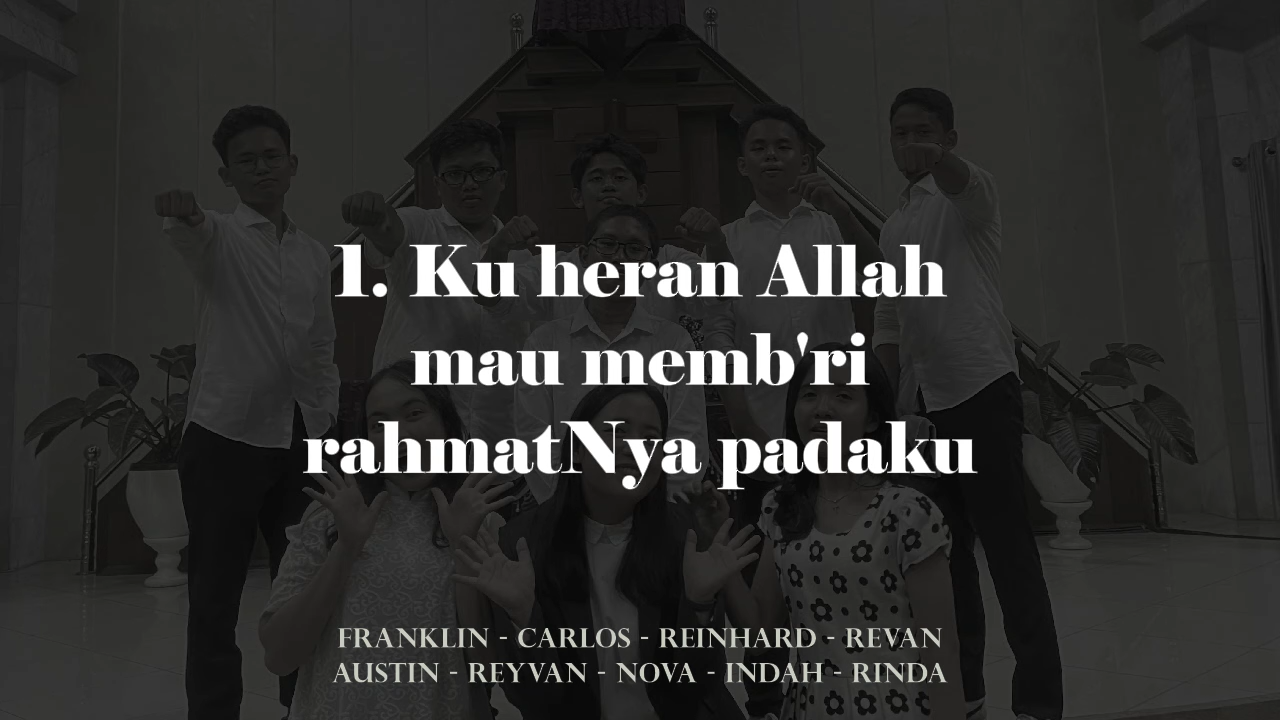 1. Ku heran Allah
mau memb'ri
rahmatNya padaku
FRANKLIN - CARLOS - REINHARD - REVAN
AUSTIN - REYVAN - NOVA - INDAH - RINDA